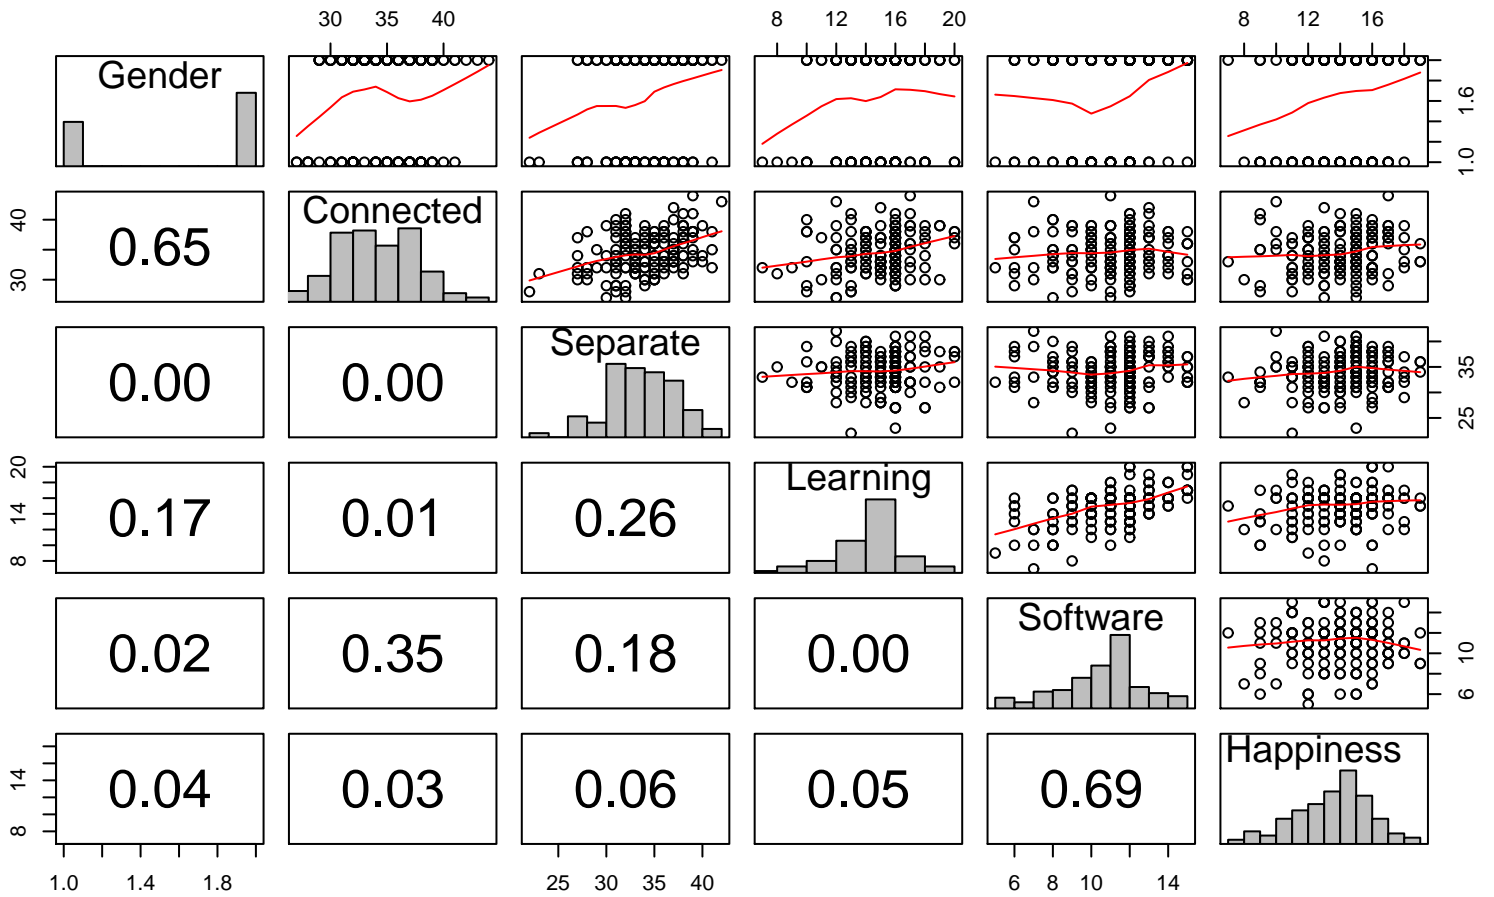 30 35 40 8 12 16 20 8 12 16
Gender
1.0 1.6
30 40
0.65
Connected
0.00 0.00
Separate
25 35
8 14 20
0.17 0.01 0.26
Learning
0.02 0.35 0.18 0.00
Software
6 10
8 14
0.04 0.03 0.06 0.05 0.69
Happiness
1.0 1.4 1.8 25 30 35 40 6 8 10 14